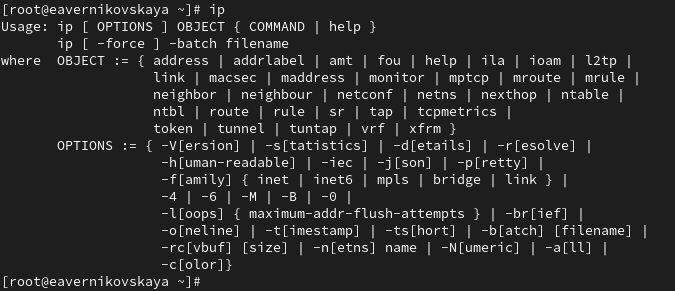 [root@eavernikovskaya ~]# ip
Usage: ip [ OPTIONS ] OBJECT { COMMAND | help }
       ip [ -force ] -batch filename
where  OBJECT := { address | addrlabel | amt | fou | help | ila | ioam | l2tp |
                   link | macsec | maddress | monitor | mptcp | mroute | mrule |
                   neighbor | neighbour | netconf | netns | nexthop | ntable |
                   ntbl | route | rule | sr | tap | tcpmetrics |
                   token | tunnel | tuntap | vrf | xfrm }
       OPTIONS := { -V[ersion] | -s[tatistics] | -d[etails] | -r[esolve] |
                    -h[uman-readable] | -iec | -j[son] | -p[retty] |
                    -f[amily] { inet | inet6 | mpls | bridge | link } |
                    -4 | -6 | -M | -B | -0 |
                    -l[oops] { maximum-addr-flush-attempts } | -br[ief] |
                    -o[neline] | -t[imestamp] | -ts[hort] | -b[atch] [filename] |
                    -rc[vbuf] [size] | -n[etns] name | -N[umeric] | -a[ll] |
                    -c[olor]}
[root@eavernikovskaya ~]#